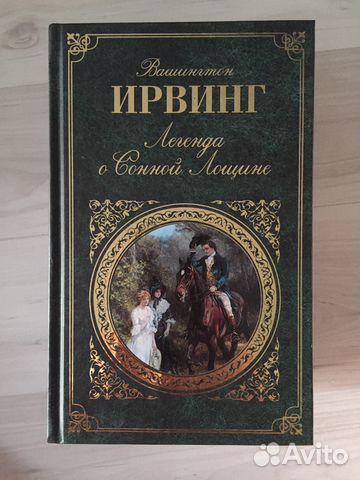 Вашингтон
ИРВИНГ
Легенда
о Сонной Лощине
Avito